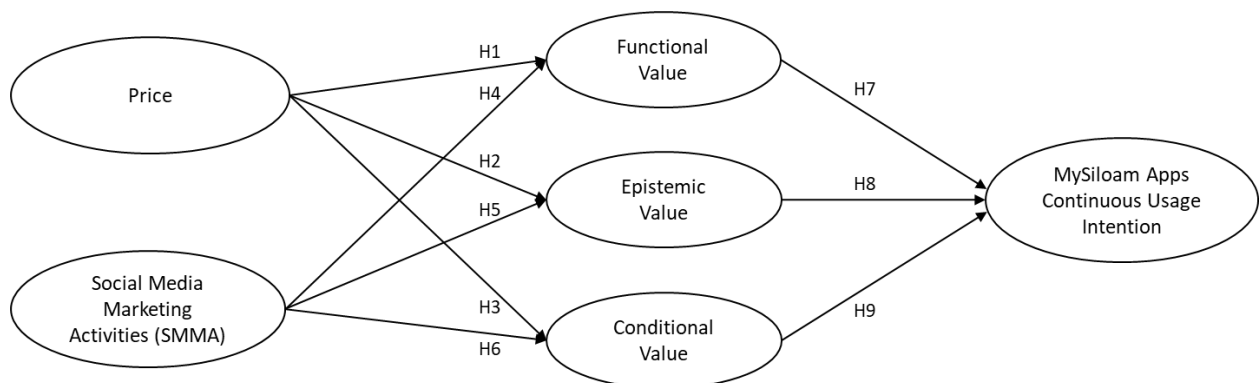 Price
Social Media
Marketing
Activities (SMMA)
H1
H4
H2
H5
H3
H6
Functional
Value
Epistemic
Value
Conditional
Value
H7
H8
H9
MySiloam Apps
Continuous Usage
Intention